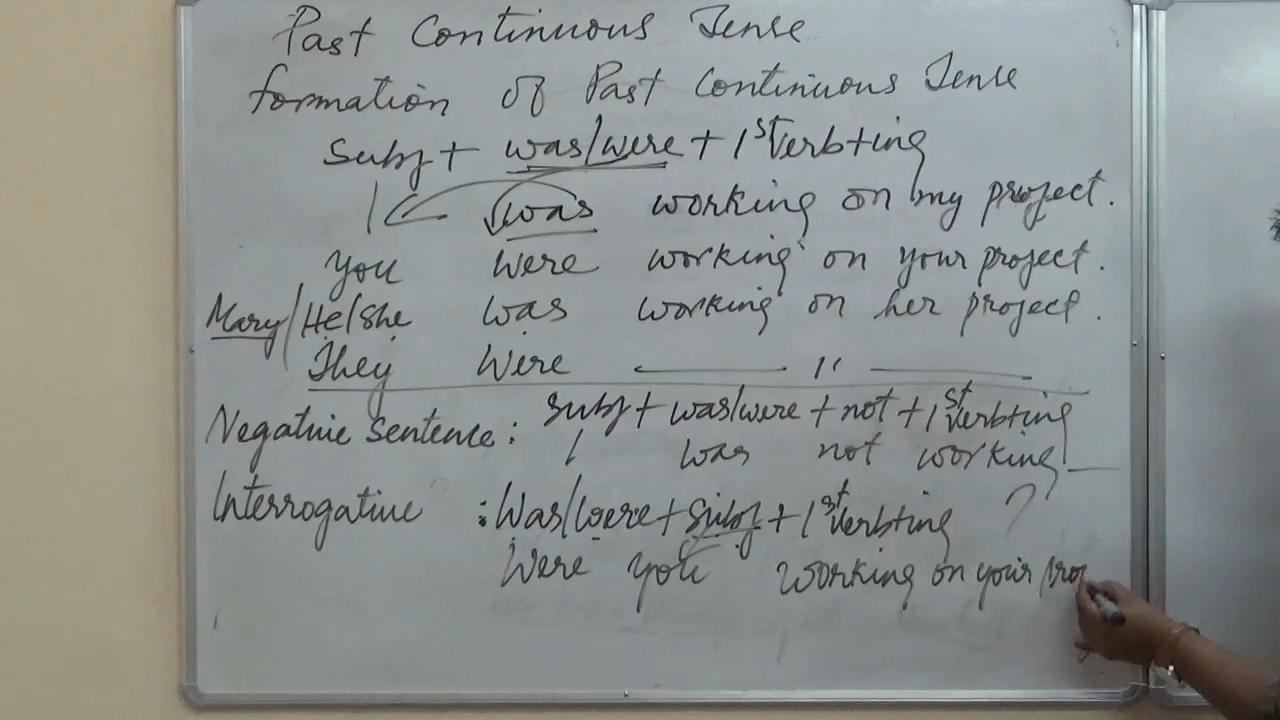 Past Continuous Tense
formation of Past Continuous Tense
Subj + was/were + 1st verb+ing
I was working on my project.
You were working on your project.
Mary/He/She was working on her project.
They were —— " ——
Negative Sentence : Subj + was/were + not + 1st verb+ing
I was not working
Interrogative : Was/were + Subj + 1st verb+ing ?
Were you working on your pro